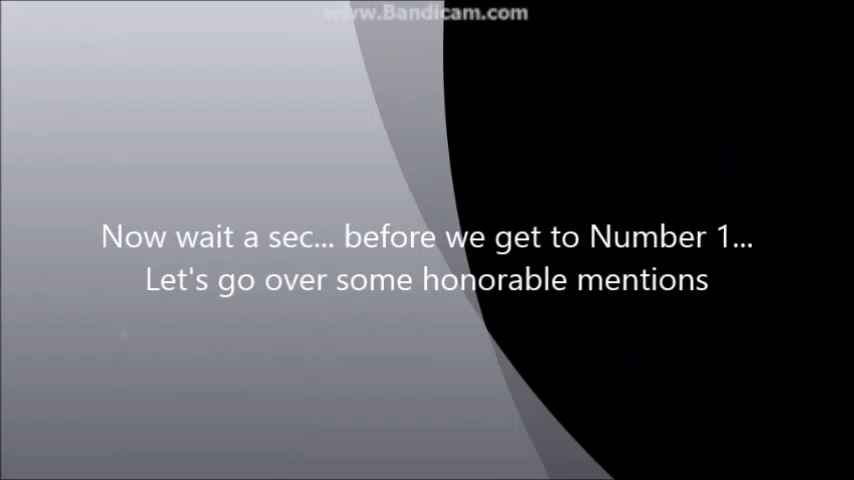 www.Bandicam.com
Now wait a sec... before we get to Number 1...
Let's go over some honorable mentions